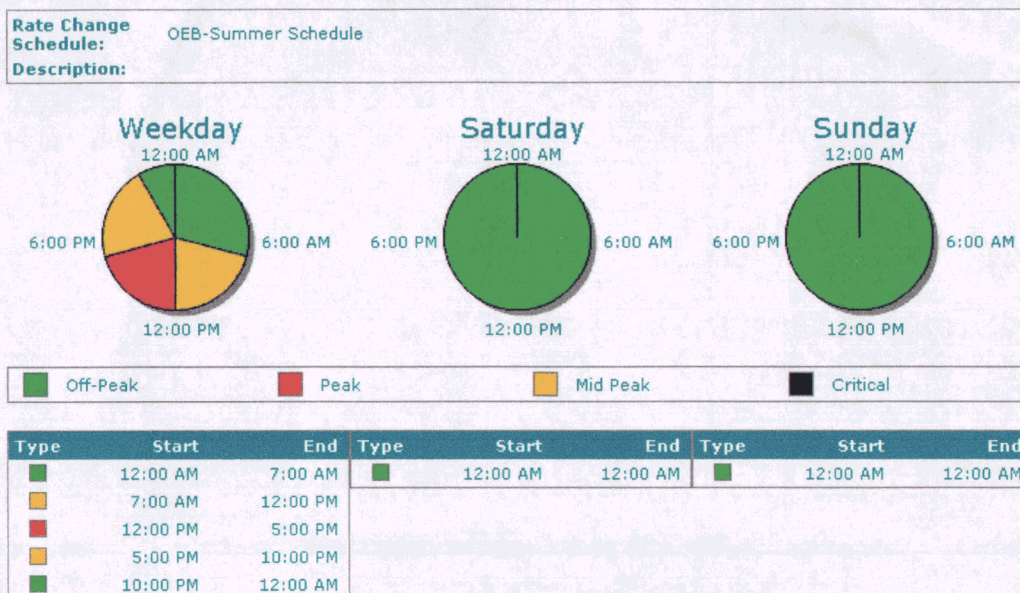 Rate Change Schedule: OEB-Summer Schedule
Description:
Weekday Saturday Sunday
12:00 AM 12:00 AM 12:00 AM
6:00 PM 6:00 AM 6:00 PM 6:00 AM 6:00 PM 6:00 AM
12:00 PM 12:00 PM 12:00 PM
Off-Peak Peak Mid Peak Critical
Type Start End Type Start End Type Start End
12:00 AM 7:00 AM 12:00 AM 12:00 AM 12:00 AM 12:00 AM
7:00 AM 12:00 PM
12:00 PM 5:00 PM
5:00 PM 10:00 PM
10:00 PM 12:00 AM